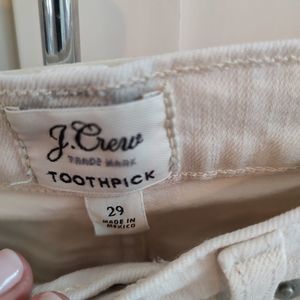 J.Crew
TRADE MARK
TOOTHPICK
29
MADE IN
MEXICO